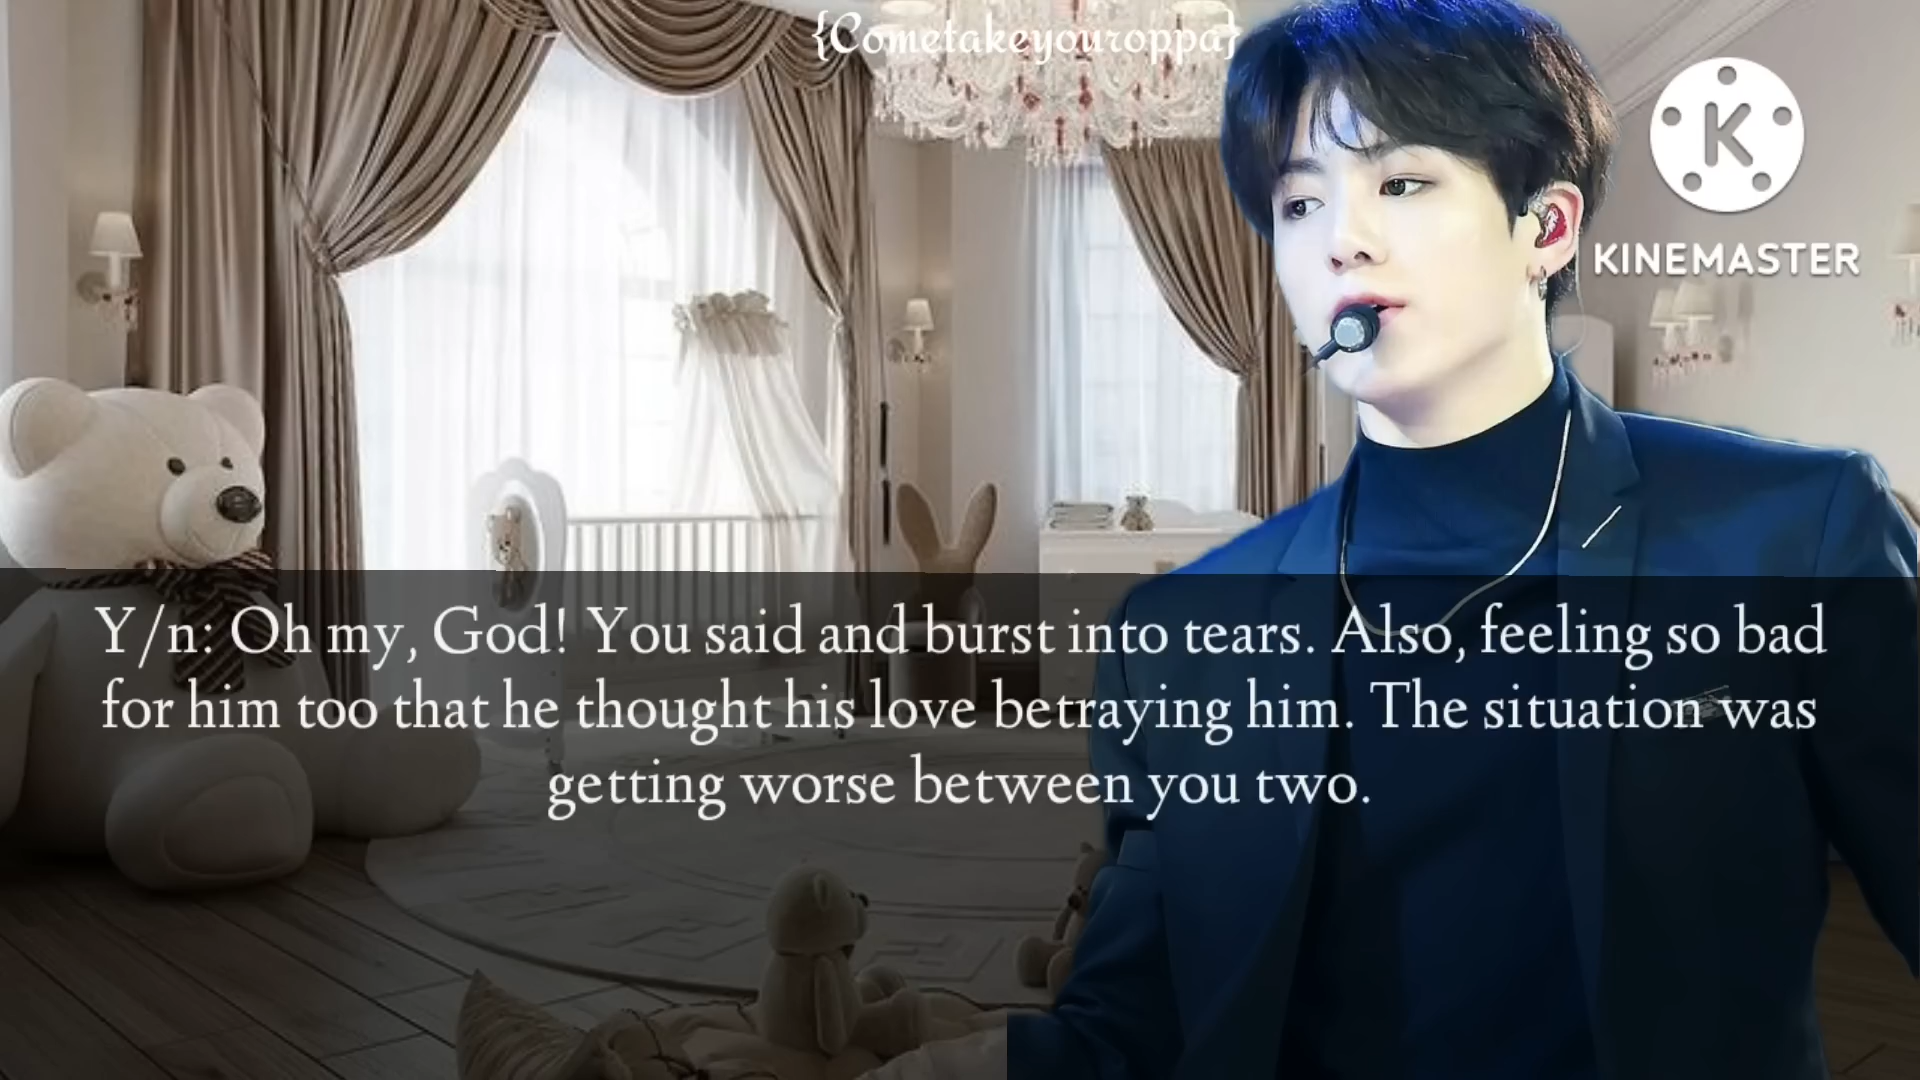 {Cometakeyouroppa}
K
KINEMASTER
Y/n: Oh my, God! You said and burst into tears. Also, feeling so bad
for him too that he thought his love betraying him. The situation was
getting worse between you two.